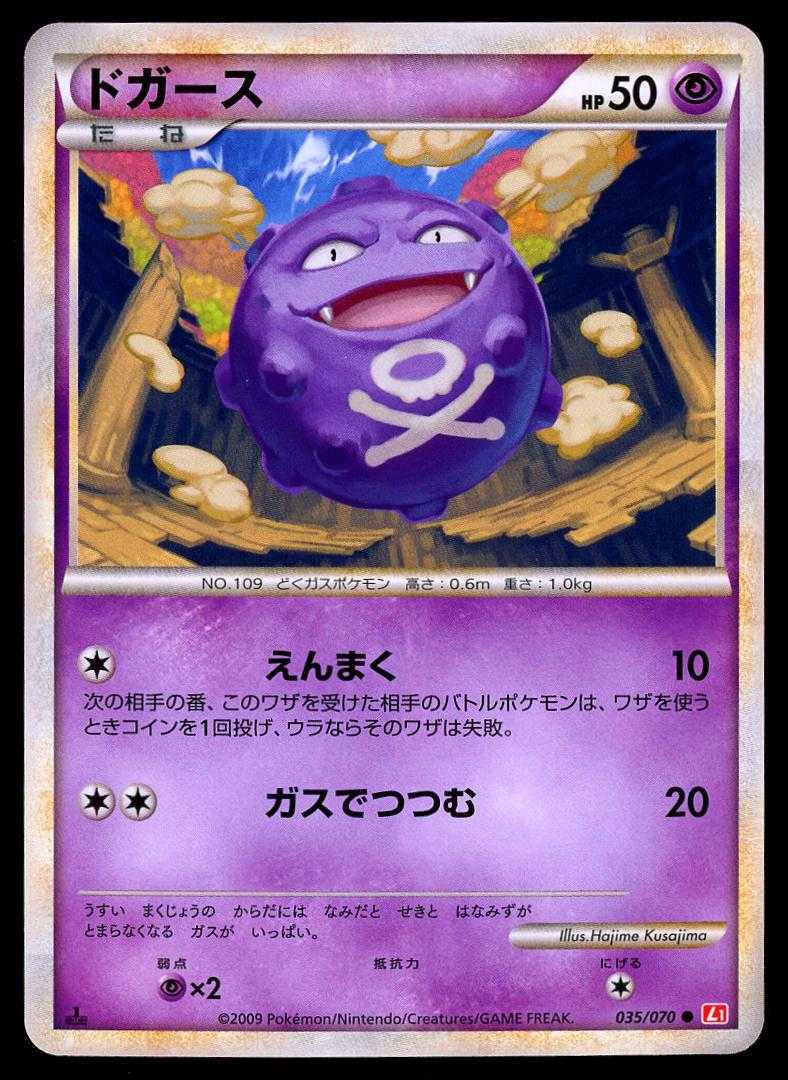 ドガース
HP50
たね
NO.109 どくガスポケモン 高さ:0.6m 重さ:1.0kg
えんまく 10
次の相手の番、このワザを受けた相手のバトルポケモンは、ワザを使う
ときコインを1回投げ、ウラならそのワザは失敗。
ガスでつつむ 20
うすい まくじょうの からだには なみだと せきと はなみずが
とまらなくなる ガスが いっぱい。
Illus.Hajime Kusajima
弱点 抵抗力 にげる
×2
©2009 Pokémon/Nintendo/Creatures/GAME FREAK.
035/070 ● L1